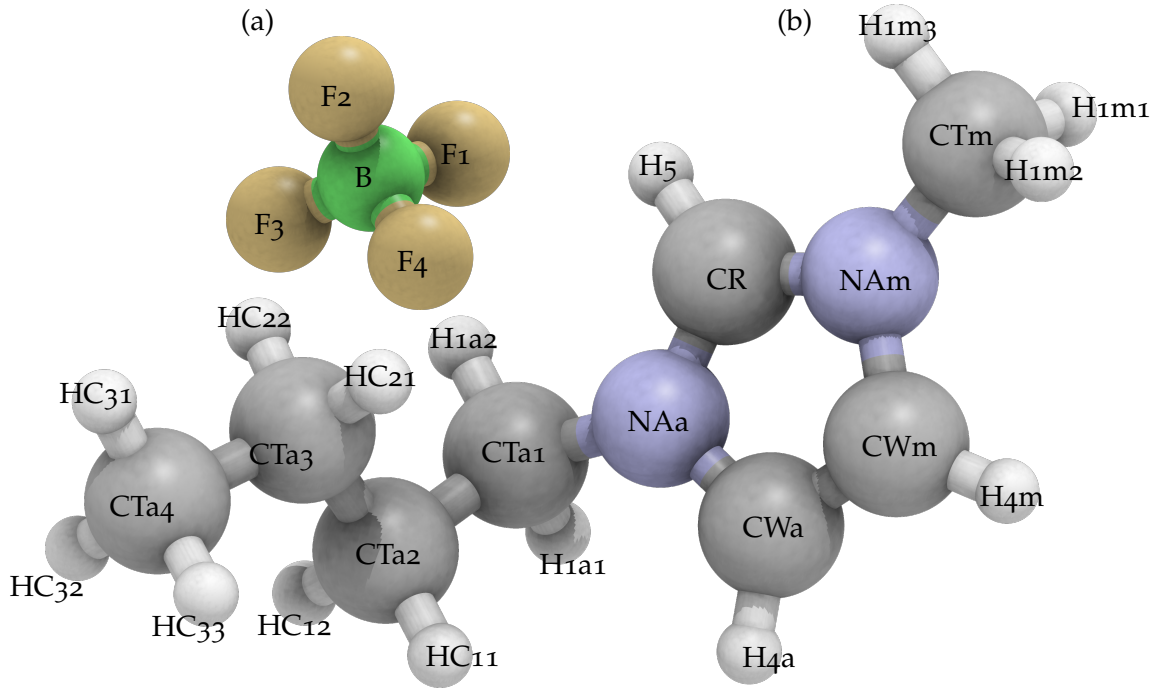 (a)
(b)
H1m3
F2
H1m1
CTm
F1
H5
H1m2
B
F3
F4
CR
NAm
HC22
H1a2
HC21
HC31
NAa
CTa1
CWm
CTa3
H4m
CTa4
CWa
CTa2
H1a1
HC32
HC33
HC12
HC11
H4a